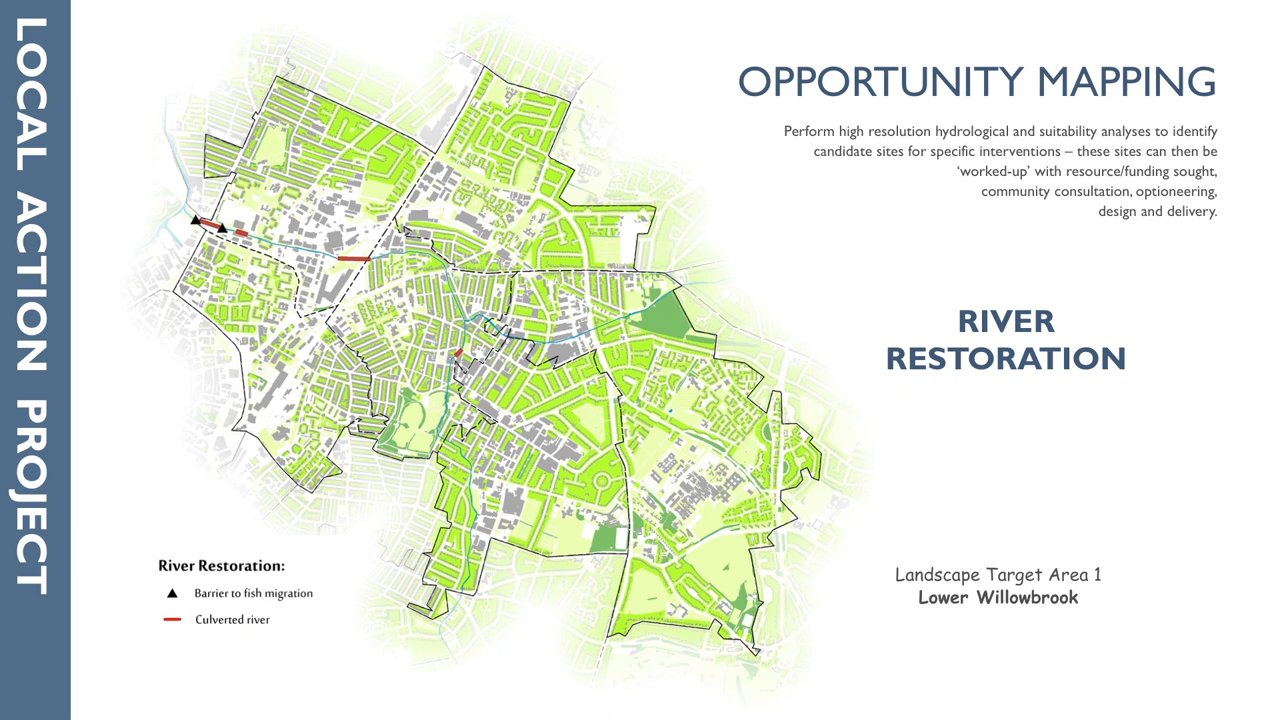 LOCAL ACTION PROJECT
OPPORTUNITY MAPPING
Perform high resolution hydrological and suitability analyses to identify
candidate sites for specific interventions – these sites can then be
‘worked-up’ with resource/funding sought,
community consultation, optioneering,
design and delivery.
RIVER
RESTORATION
Landscape Target Area 1
Lower Willowbrook
River Restoration:
Barrier to fish migration
Culverted river